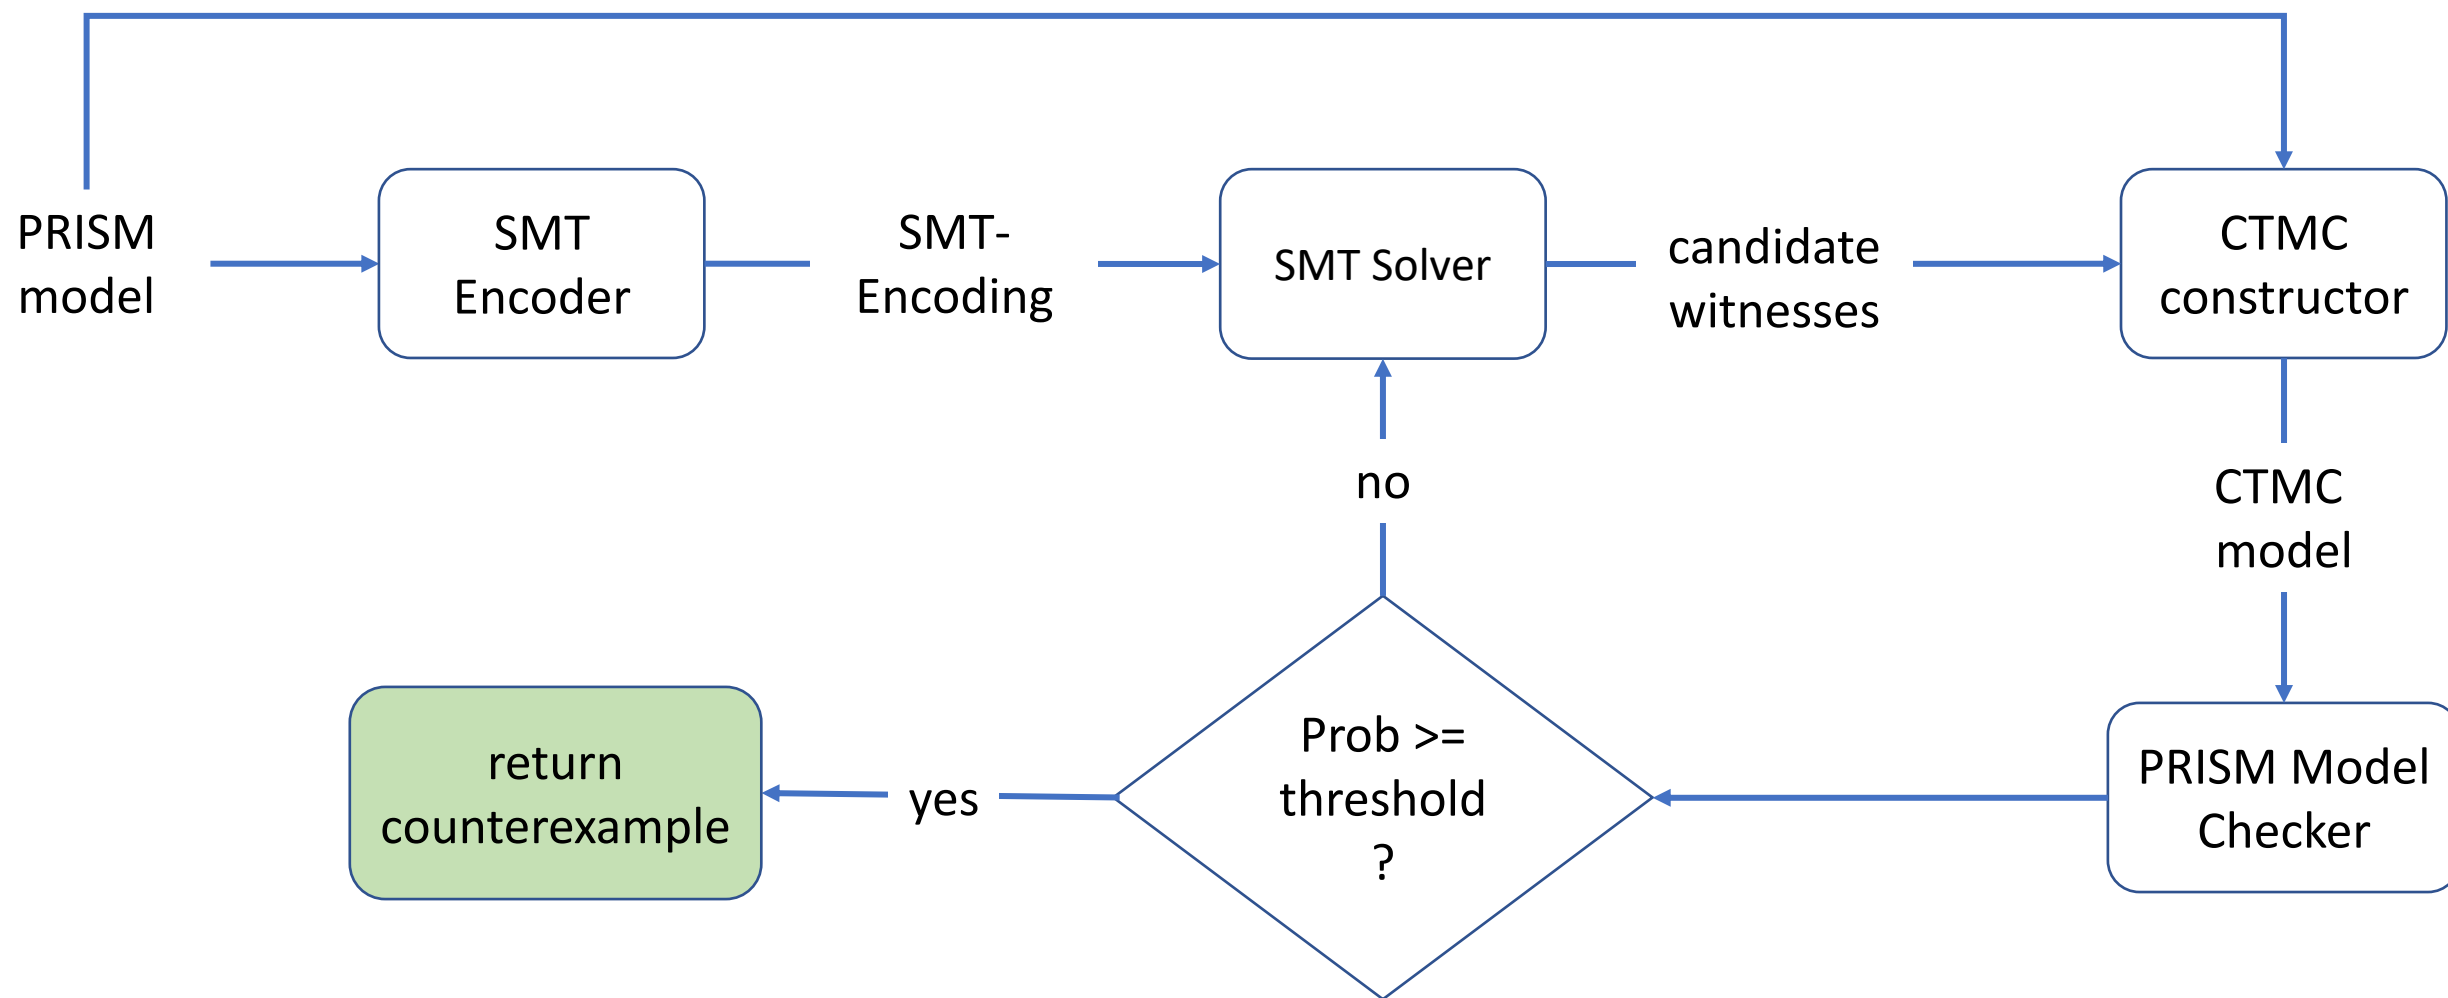 PRISM
model
SMT
Encoder
SMT-
Encoding
SMT Solver
candidate
witnesses
CTMC
constructor
no
CTMC
model
return
counterexample
yes
Prob >=
threshold
?
PRISM Model
Checker